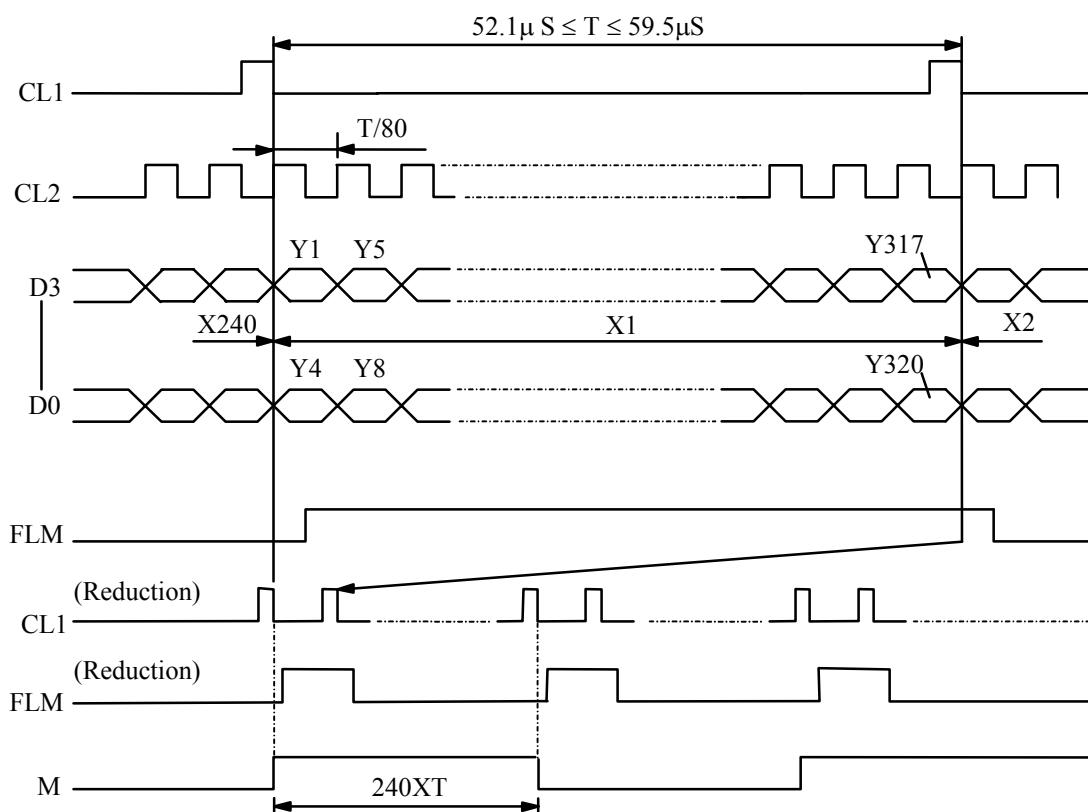 52.1μ S ≤ T ≤ 59.5μS
CL1
T/80
CL2
Y1 Y5 Y317
D3
X240 X1 X2
Y4 Y8 Y320
D0
FLM
(Reduction)
CL1
(Reduction)
FLM
M
240XT